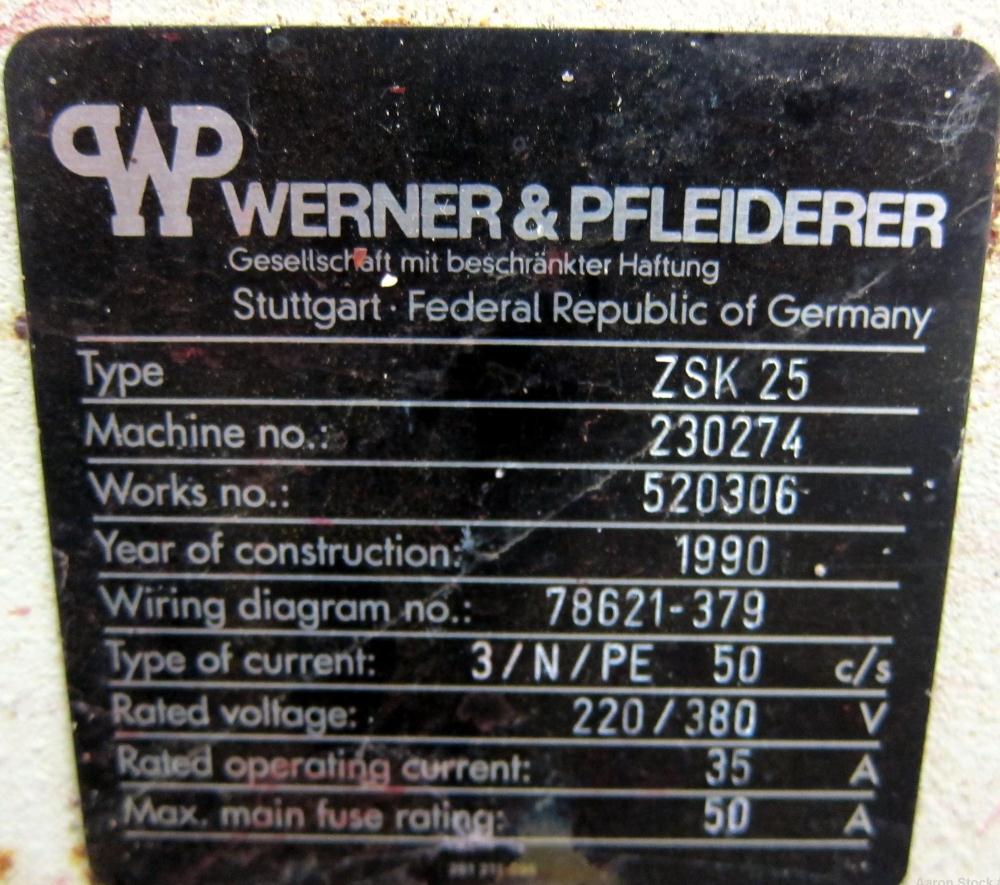 WP
WERNER & PFLEIDERER
Gesellschaft mit beschränkter Haftung
Stuttgart · Federal Republic of Germany
Type ZSK 25
Machine no.: 230274
Works no.: 520306
Year of construction: 1990
Wiring diagram no.: 78621-379
Type of current: 3/N/PE 50 c/s
Rated voltage: 220/380 V
Rated operating current: 35 A
Max. main fuse rating: 50 A
Aaron Stock